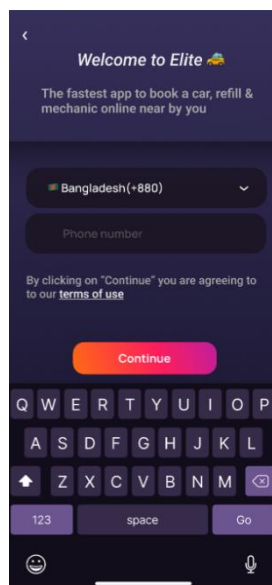 Welcome to Elite 🚕
The fastest app to book a car, refill &
mechanic online near by you
Bangladesh(+880)
Phone number
By clicking on "Continue" you are agreeing to
to our terms of use
Continue
Q W E R T Y U I O P
A S D F G H J K L
Z X C V B N M
123 space Go